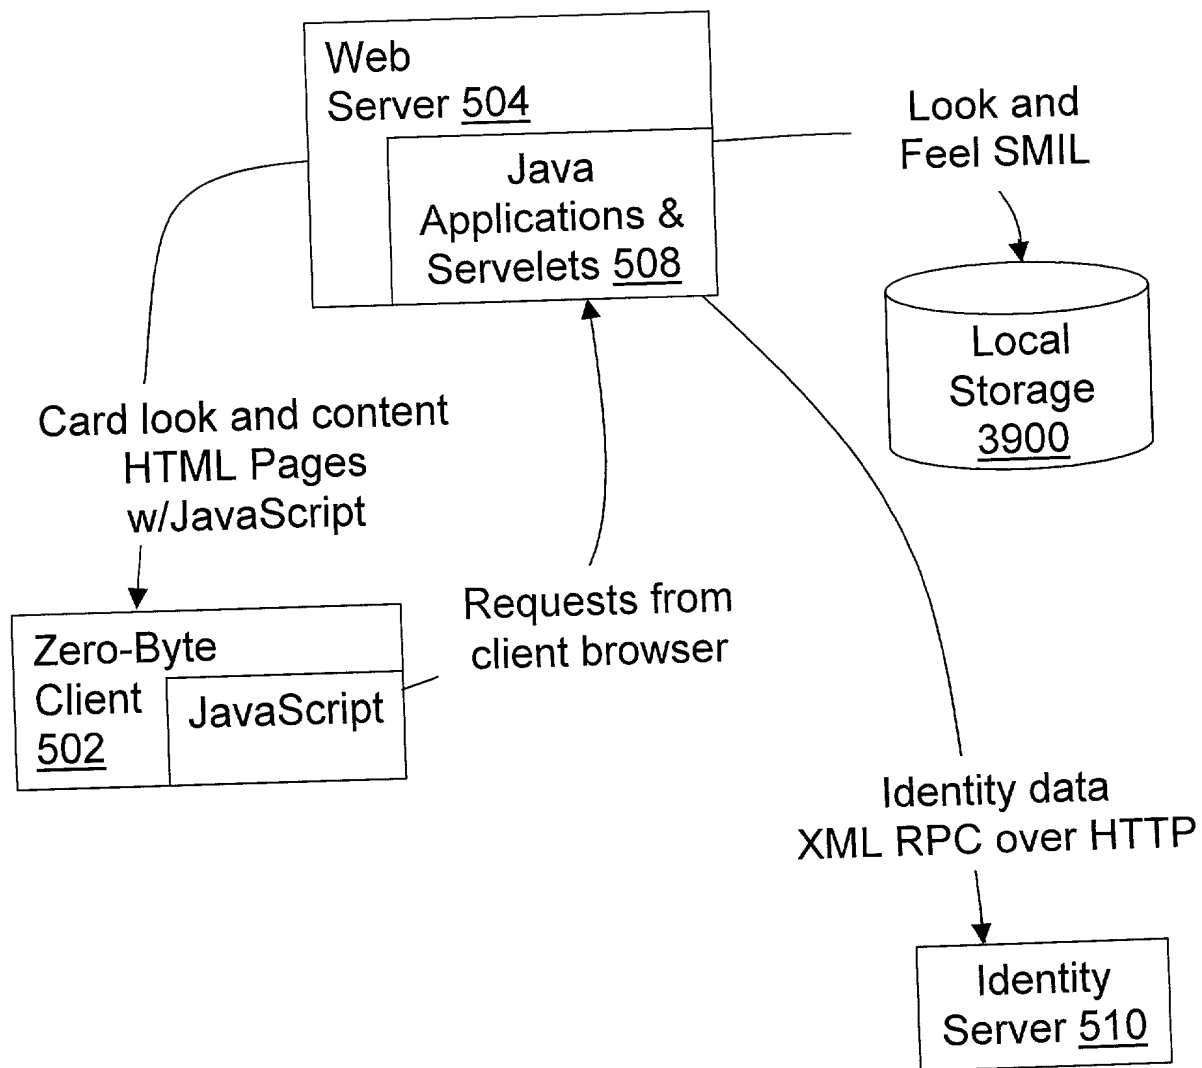 Web
Server 504
Java
Applications &
Servelets 508
Look and
Feel SMIL
Local
Storage
3900
Card look and content
HTML Pages
w/JavaScript
Requests from
client browser
Zero-Byte
Client
502
JavaScript
Identity data
XML RPC over HTTP
Identity
Server 510